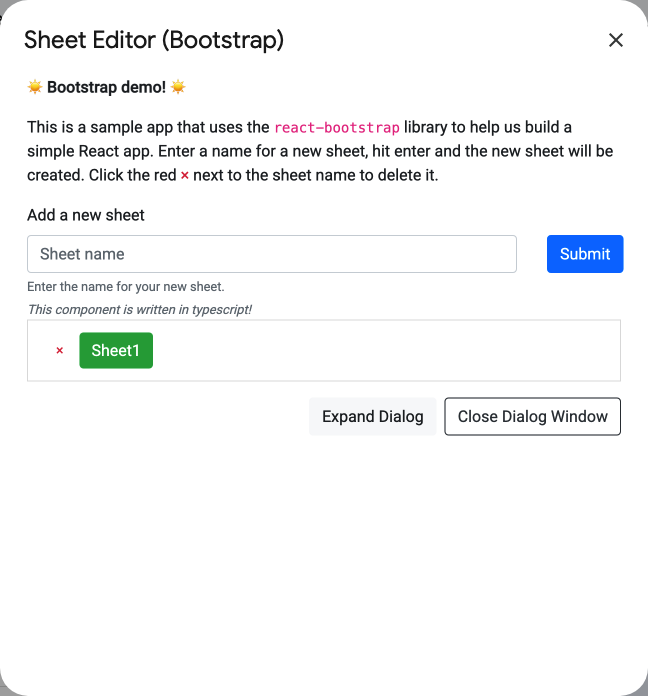 Sheet Editor (Bootstrap)
☀️ Bootstrap demo! ☀️
This is a sample app that uses the react-bootstrap library to help us build a
simple React app. Enter a name for a new sheet, hit enter and the new sheet will be
created. Click the red × next to the sheet name to delete it.
Add a new sheet
Sheet name
Submit
Enter the name for your new sheet.
This component is written in typescript!
× Sheet1
Expand Dialog
Close Dialog Window